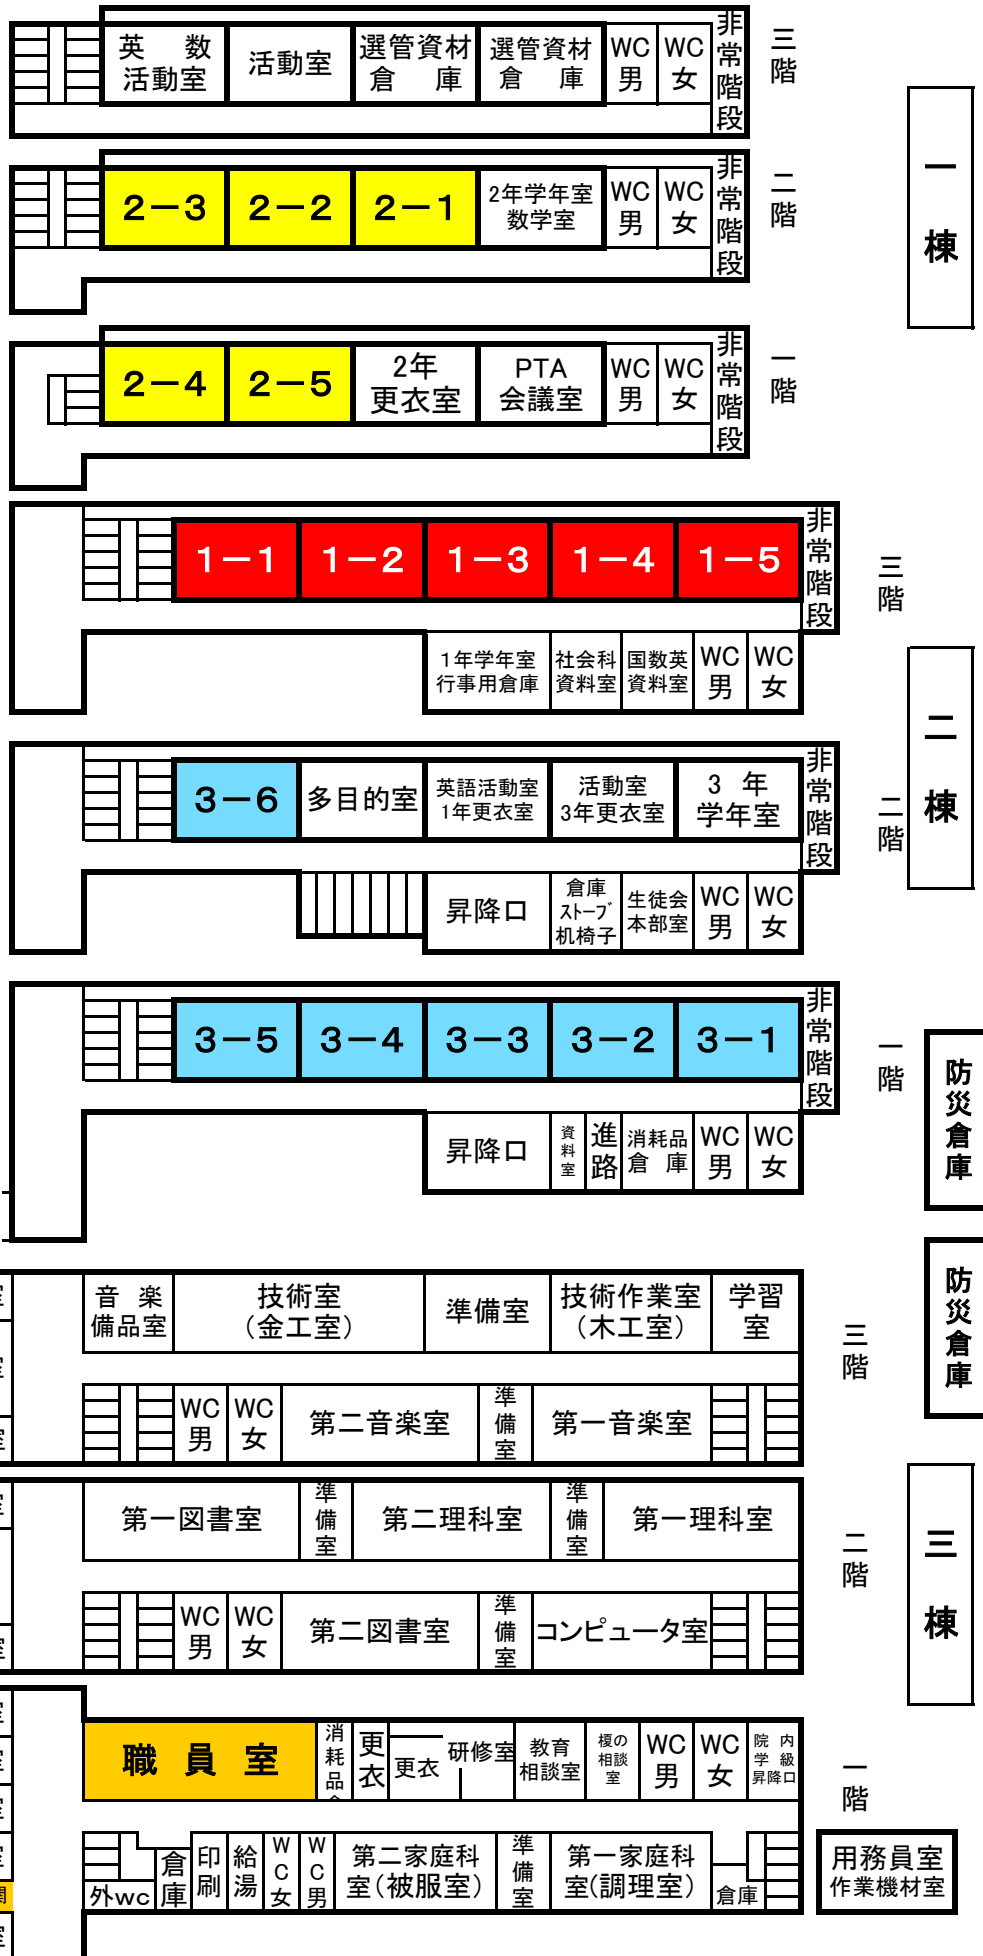 英 数
活動室
活動室
選管資材
倉 庫
選管資材
倉 庫
WC
男
WC
女
非常階段
三階
一棟
2-3
2-2
2-1
2年学年室
数学室
WC
男
WC
女
非常階段
二階
2-4
2-5
2年
更衣室
PTA
会議室
WC
男
WC
女
非常階段
一階
1-1
1-2
1-3
1-4
1-5
非常階段
三階
1年学年室
行事用倉庫
社会科
資料室
国数英
資料室
WC
男
WC
女
二棟
3-6
多目的室
英語活動室
1年更衣室
活動室
3年更衣室
3 年
学年室
非常階段
二階
昇降口
倉庫
ストーブ
机椅子
生徒会
本部室
WC
男
WC
女
3-5
3-4
3-3
3-2
3-1
非常階段
一階
防災倉庫
昇降口
資料室
進路
消耗品
倉 庫
WC
男
WC
女
防災倉庫
音 楽
備品室
技術室
(金工室)
準備室
技術作業室
(木工室)
学習
室
三階
WC
男
WC
女
第二音楽室
準備室
第一音楽室
三棟
第一図書室
準備室
第二理科室
準備室
第一理科室
二階
WC
男
WC
女
第二図書室
準備室
コンピュータ室
職 員 室
消耗品
更衣
更衣
研修室
教育
相談室
榎の
相談
室
WC
男
WC
女
院 内
学 級
昇降口
一階
外wc
倉庫
印刷
給湯
WC女
WC男
第二家庭科
室(被服室)
準備室
第一家庭科
室(調理室)
倉庫
用務員室
作業機材室